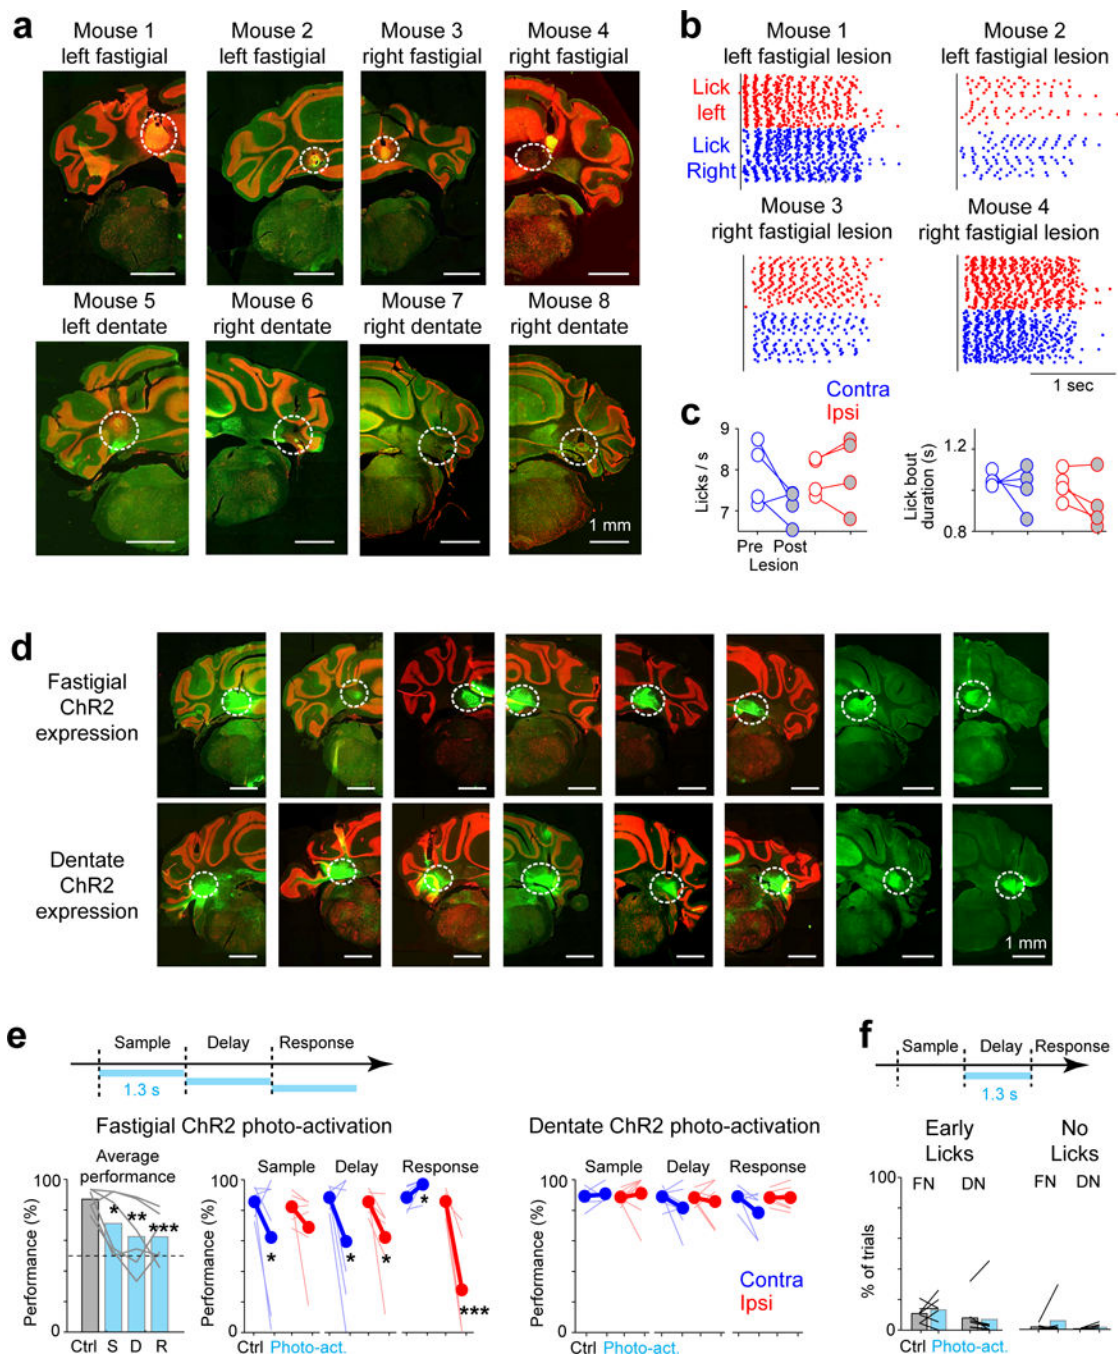 a
Mouse 1
left fastigial
Mouse 2
left fastigial
Mouse 3
right fastigial
Mouse 4
right fastigial
Mouse 5
left dentate
Mouse 6
right dentate
Mouse 7
right dentate
Mouse 8
right dentate
1 mm
b
Mouse 1
left fastigial lesion
Mouse 2
left fastigial lesion
Lick
left
Lick
Right
Mouse 3
right fastigial lesion
Mouse 4
right fastigial lesion
1 sec
c
Contra
Ipsi
Licks / s
9
8
7
Pre Post
Lesion
Lick bout
duration (s)
1.2
1
0.8
d
Fastigial
ChR2
expression
Dentate
ChR2
expression
1 mm
e
Sample Delay Response
1.3 s
Fastigial ChR2 photo-activation
Average
performance
Performance (%)
100
0
* ** ***
Ctrl S D R
Sample Delay Response
Performance (%)
100
0
* * * * ***
Ctrl Photo-act.
Dentate ChR2 photo-activation
Sample Delay Response
Performance (%)
100
0
Contra
Ipsi
Ctrl Photo-act.
f
Sample Delay Response
1.3 s
Early
Licks
No
Licks
FN DN FN DN
% of trials
100
0
Ctrl
Photo-act.